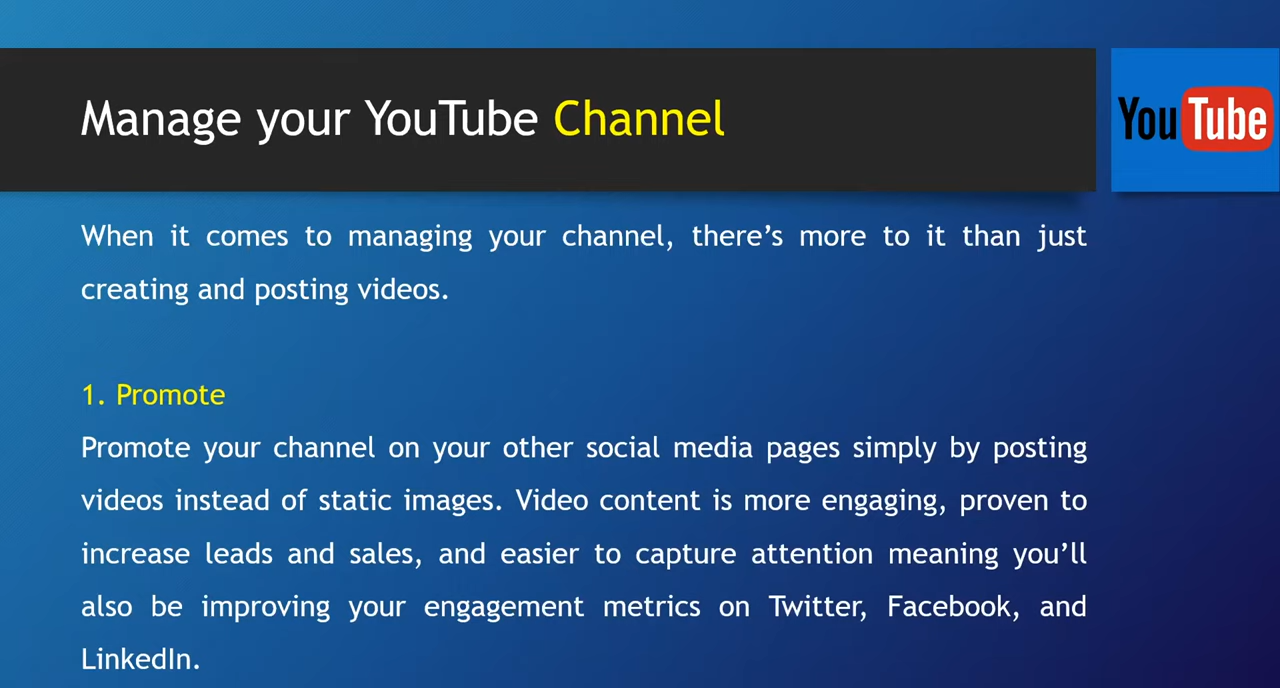 Manage your YouTube Channel
YouTube
When it comes to managing your channel, there’s more to it than just
creating and posting videos.
1. Promote
Promote your channel on your other social media pages simply by posting
videos instead of static images. Video content is more engaging, proven to
increase leads and sales, and easier to capture attention meaning you’ll
also be improving your engagement metrics on Twitter, Facebook, and
LinkedIn.